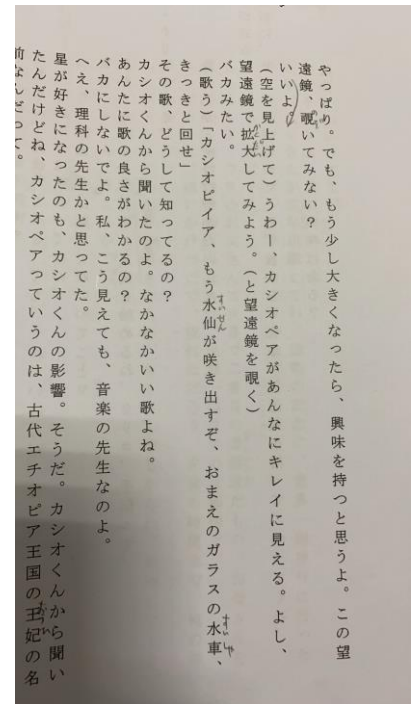 やっぱり。でも、もう少し大きくなったら、興味を持つと思うよ。この望
遠鏡、覗いてみない?
いいよ。
(空を見上げて)うわー、カシオペアがあんなにキレイに見える。よし、
望遠鏡で拡大してみよう。(と望遠鏡を覗く)
バカみたい。
(歌う)「カシオピイア、もう水仙が咲き出すぞ、おまえのガラスの水車、
きっきと回せ」
その歌、どうして知ってるの?
カシオくんから聞いたのよ。なかなかいい歌よね。
あんたに歌の良さがわかるの?
バカにしないでよ。私、こう見えても、音楽の先生なのよ。
へえ、理科の先生かと思ってた。
星が好きになったのも、カシオくんの影響。そうだ。カシオくんから聞い
たんだけどね、カシオペアっていうのは、古代エチオピア王国の王妃の名
前なんだって。